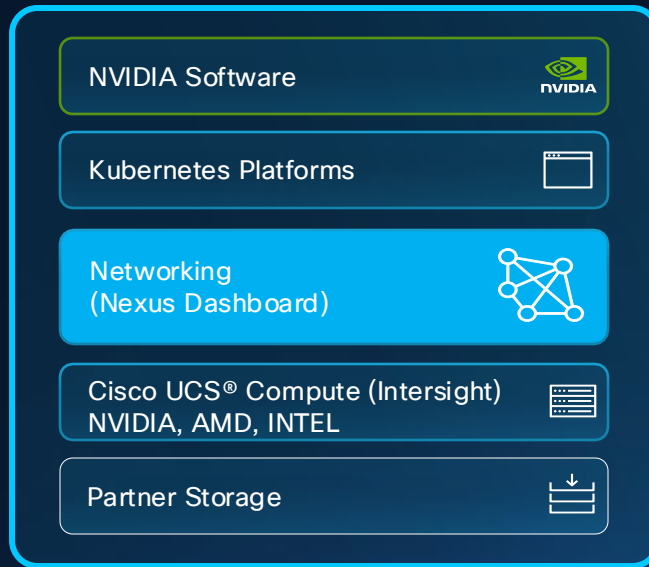 NVIDIA Software
NVIDIA
Kubernetes Platforms
Networking
(Nexus Dashboard)
Cisco UCS® Compute (Intersight)
NVIDIA, AMD, INTEL
Partner Storage